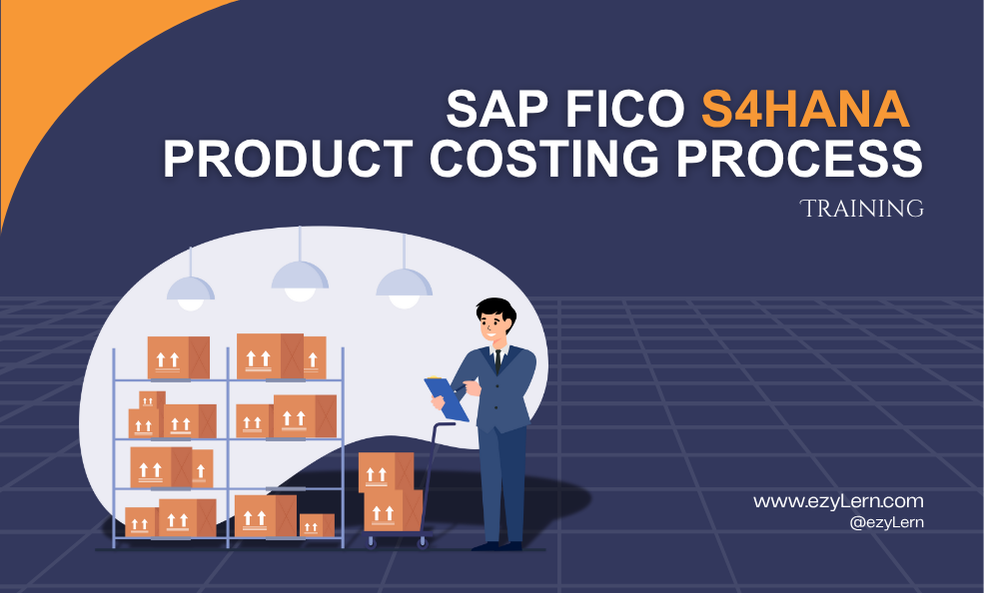 SAP FICO S4HANA
PRODUCT COSTING PROCESS
TRAINING
www.ezyLern.com
@ezyLern